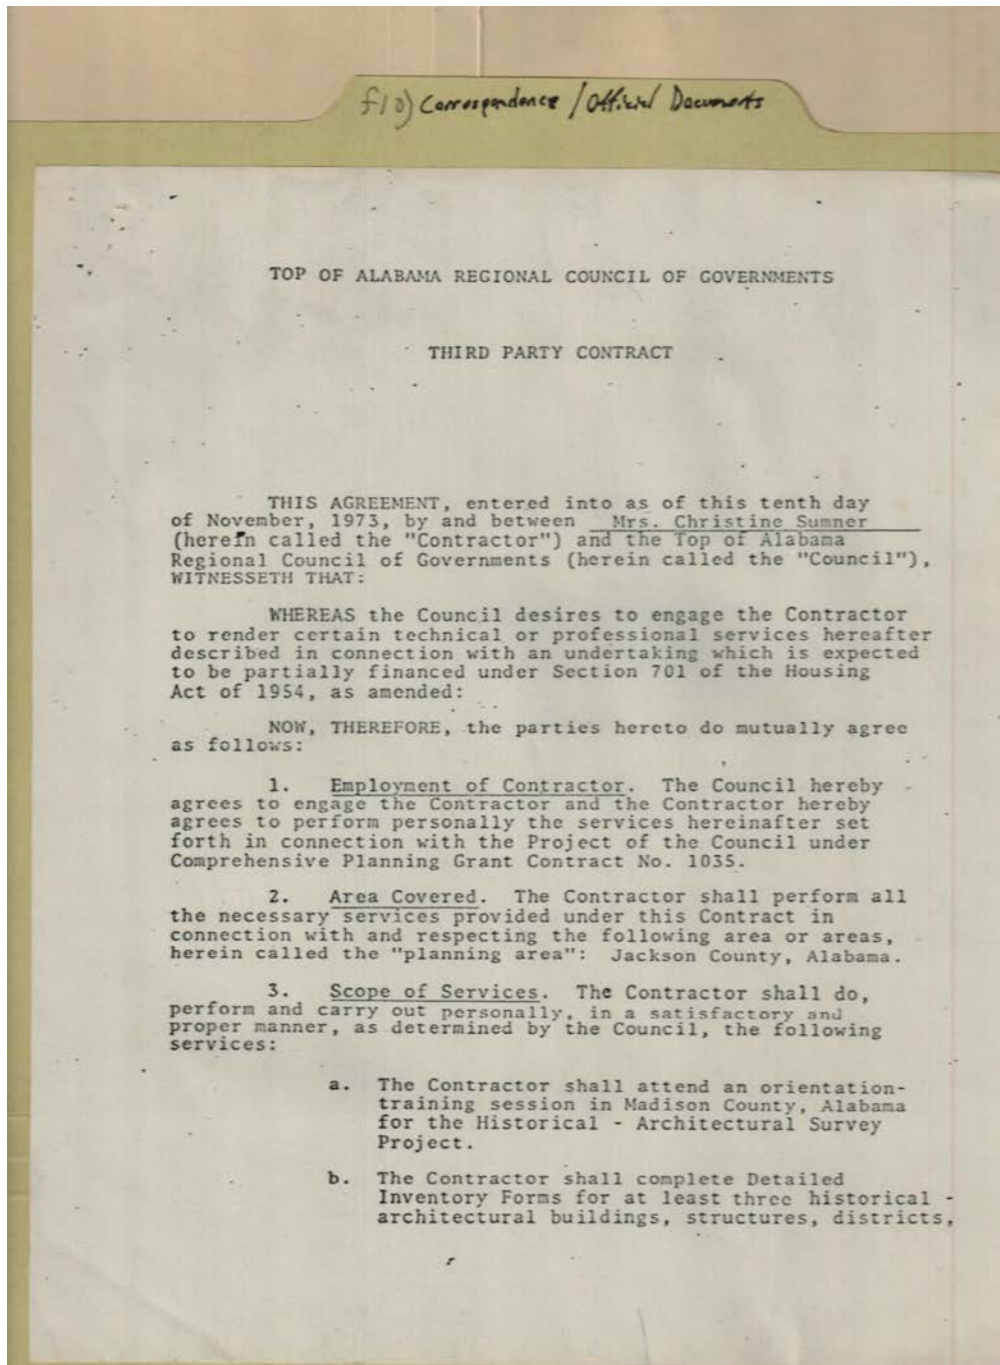 f10) Correspondence / Official Documents
TOP OF ALABAMA REGIONAL COUNCIL OF GOVERNMENTS
THIRD PARTY CONTRACT
THIS AGREEMENT, entered into as of this tenth day
of November, 1973, by and between Mrs. Christine Sumner
(herein called the "Contractor") and the Top of Alabama
Regional Council of Governments (herein called the "Council"),
WITNESSETH THAT:
WHEREAS the Council desires to engage the Contractor
to render certain technical or professional services hereafter
described in connection with an undertaking which is expected
to be partially financed under Section 701 of the Housing
Act of 1954, as amended:
NOW, THEREFORE, the parties hereto do mutually agree
as follows:
1. Employment of Contractor. The Council hereby
agrees to engage the Contractor and the Contractor hereby
agrees to perform personally the services hereinafter set
forth in connection with the Project of the Council under
Comprehensive Planning Grant Contract No. 1035.
2. Area Covered. The Contractor shall perform all
the necessary services provided under this Contract in
connection with and respecting the following area or areas,
herein called the "planning area": Jackson County, Alabama.
3. Scope of Services. The Contractor shall do,
perform and carry out personally, in a satisfactory and
proper manner, as determined by the Council, the following
services:
a. The Contractor shall attend an orientation-
training session in Madison County, Alabama
for the Historical - Architectural Survey
Project.
b. The Contractor shall complete Detailed
Inventory Forms for at least three historical -
architectural buildings, structures, districts,